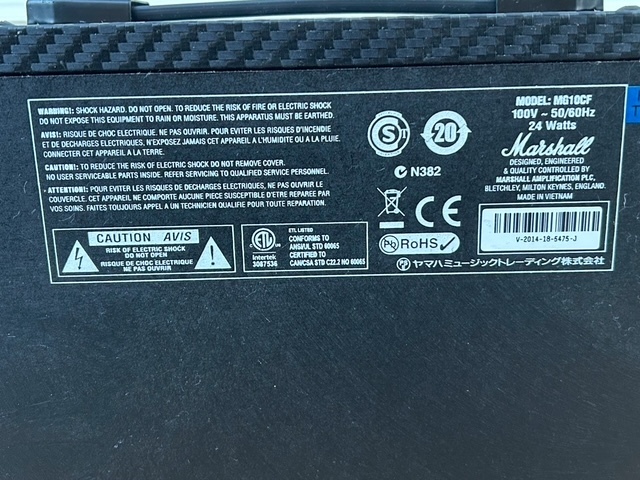 WARNING!: SHOCK HAZARD. DO NOT OPEN. TO REDUCE THE RISK OF FIRE OR ELECTRIC SHOCK
DO NOT EXPOSE THIS EQUIPMENT TO RAIN OR MOISTURE. THIS APPARATUS MUST BE EARTHED.
AVIS!: RISQUE DE CHOC ELECTRIQUE. NE PAS OUVRIR. POUR EVITER LES RISQUES D'INCENDIE
ET DE DECHARGES ELECTRIQUES, N'EXPOSEZ JAMAIS CET APPAREIL A L'HUMIDITE OU A LA PLUIE.
CONNECTER CET APPAREIL A LA TERRE.
CAUTION!: TO REDUCE THE RISK OF ELECTRIC SHOCK DO NOT REMOVE COVER.
NO USER SERVICEABLE PARTS INSIDE. REFER SERVICING TO QUALIFIED SERVICE PERSONNEL.
ATTENTION!: POUR EVITER LES RISQUES DE DECHARGES ELECTRIQUES, NE PAS OUVRIR LE
COUVERCLE. CET APPAREIL NE COMPORTE AUCUNE PIECE SUSCEPTIBLE D'ETRE REPAREE PAR
VOS SOINS. FAITES TOUJOURS APPEL A UN TECHNICIEN QUALIFIE POUR TOUTE REPARATION.
CAUTION AVIS
RISK OF ELECTRIC SHOCK
DO NOT OPEN
RISQUE DE CHOC ELECTRIQUE
NE PAS OUVRIR
ETL
Intertek
3087536
ETL LISTED
CONFORMS TO
ANSI/UL STD 60065
CERTIFIED TO
CAN/CSA STD C22.2 NO 60065
20
N382
CE
Pb RoHS
MODEL: MG10CF
100V ~ 50/60Hz
24 Watts
Marshall
DESIGNED, ENGINEERED
& QUALITY CONTROLLED BY
MARSHALL AMPLIFICATION PLC,
BLETCHLEY, MILTON KEYNES, ENGLAND.
MADE IN VIETNAM
V-2014-18-5475-J
ヤマハミュージックトレーディング株式会社